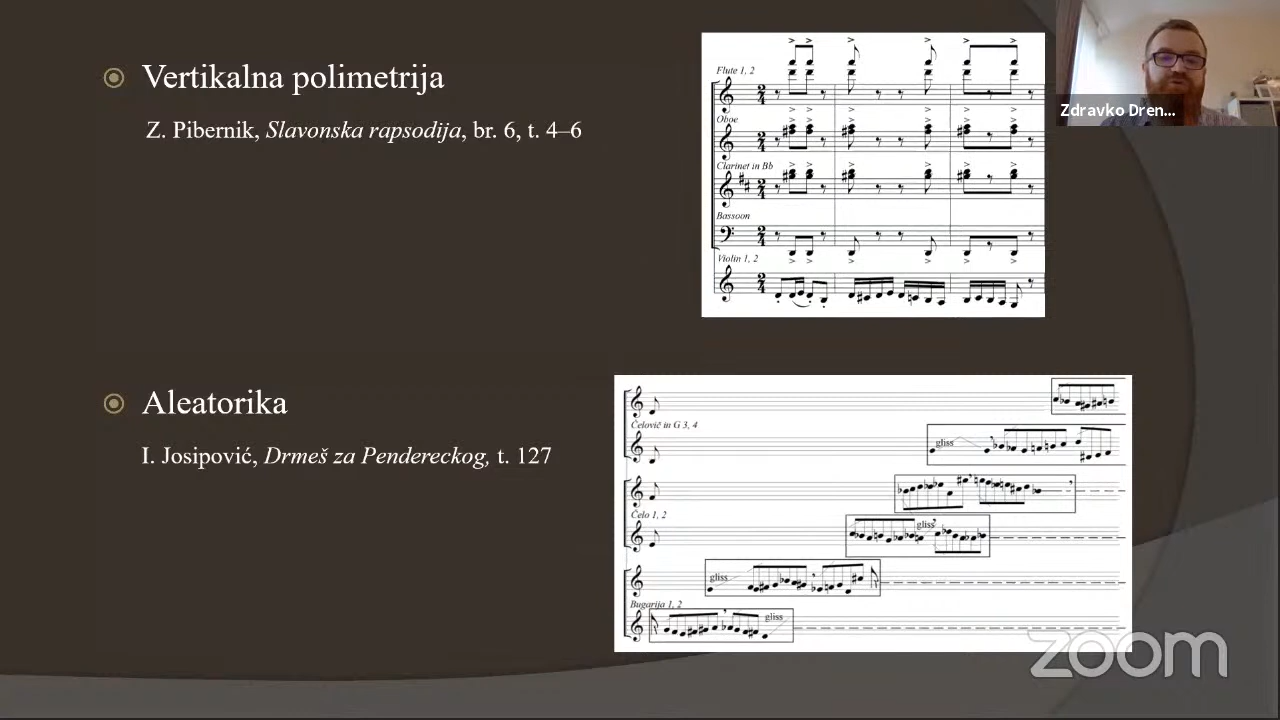 Vertikalna polimetrija
Z. Pibernik, Slavonska rapsodija, br. 6, t. 4–6
Flute 1, 2
Oboe
Clarinet in Bb
Bassoon
Violin 1, 2
Zdravko Dren...
Aleatorika
I. Josipović, Drmeš za Pendereckog, t. 127
Čelović in G 3, 4
gliss
Čelo 1, 2
gliss
gliss
Bugarija 1, 2
gliss
zoom